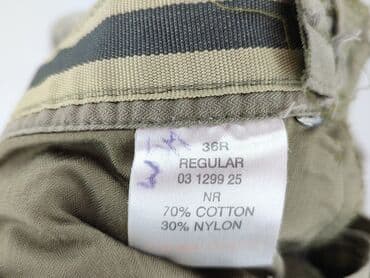 36R
REGULAR
03 1299 25
NR
70% COTTON
30% NYLON